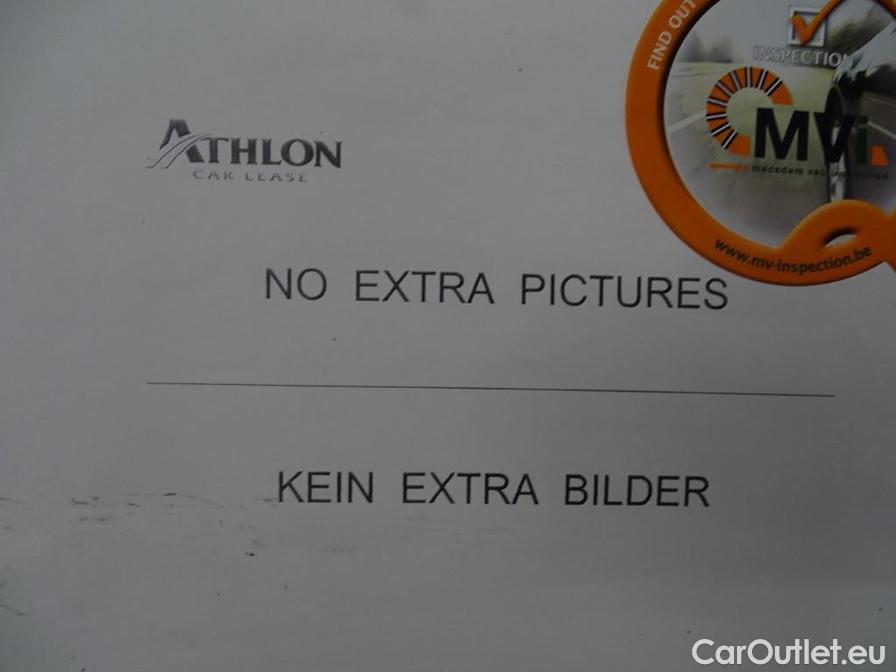 FIND OUT
INSPECTION
MVi
macadam
www.mv-inspection.be
ATHLON
CAR LEASE
NO EXTRA PICTURES
KEIN EXTRA BILDER
CarOutlet.eu